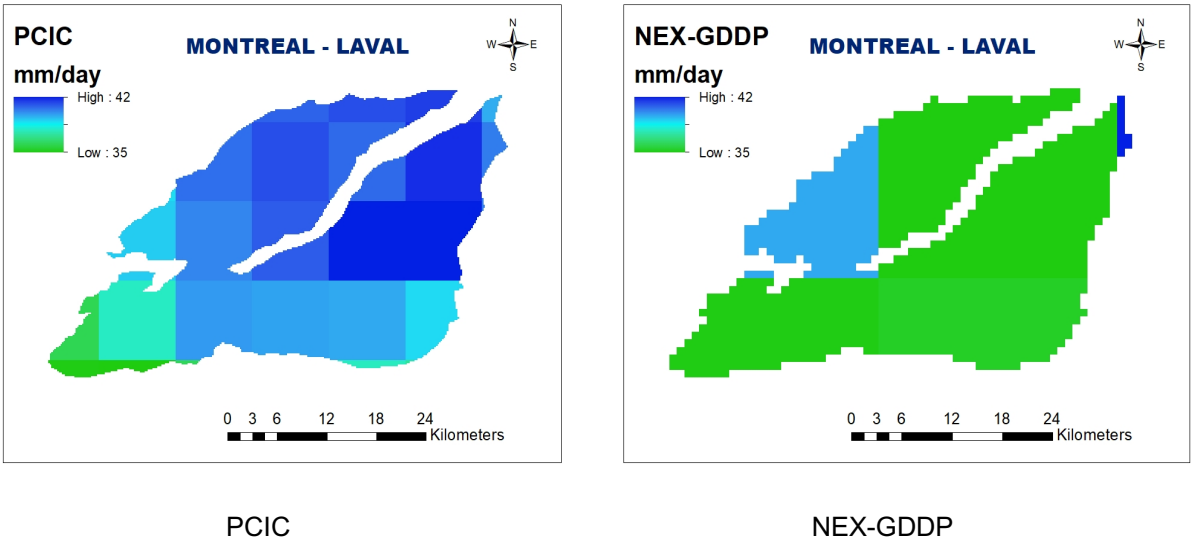 PCIC
MONTREAL - LAVAL
N
W E
S
mm/day
High : 42
Low : 35
0 3 6 12 18 24
Kilometers
NEX-GDDP
MONTREAL - LAVAL
N
W E
S
mm/day
High : 42
Low : 35
0 3 6 12 18 24
Kilometers
PCIC
NEX-GDDP